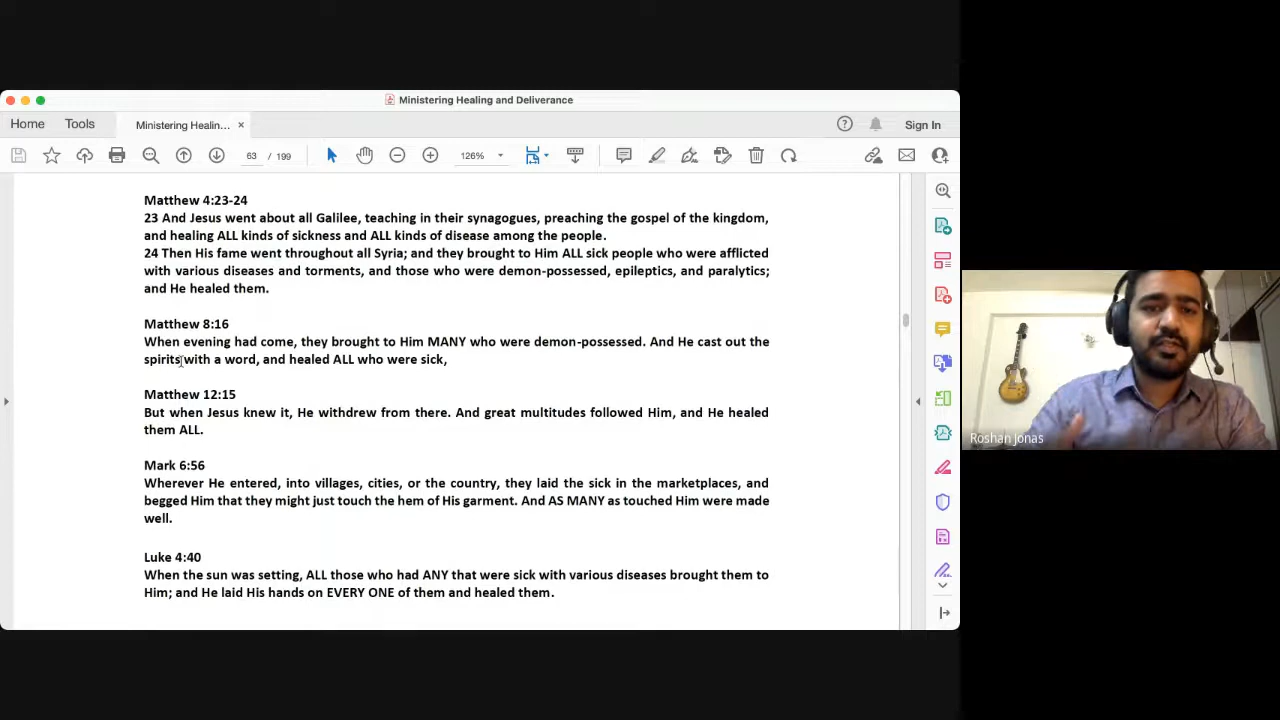 Ministering Healing and Deliverance
Home Tools Ministering Healin... × Sign In
63 / 199 126%
Matthew 4:23-24
23 And Jesus went about all Galilee, teaching in their synagogues, preaching the gospel of the kingdom,
and healing ALL kinds of sickness and ALL kinds of disease among the people.
24 Then His fame went throughout all Syria; and they brought to Him ALL sick people who were afflicted
with various diseases and torments, and those who were demon-possessed, epileptics, and paralytics;
and He healed them.
Matthew 8:16
When evening had come, they brought to Him MANY who were demon-possessed. And He cast out the
spirits with a word, and healed ALL who were sick,
Matthew 12:15
But when Jesus knew it, He withdrew from there. And great multitudes followed Him, and He healed
them ALL.
Mark 6:56
Wherever He entered, into villages, cities, or the country, they laid the sick in the marketplaces, and
begged Him that they might just touch the hem of His garment. And AS MANY as touched Him were made
well.
Luke 4:40
When the sun was setting, ALL those who had ANY that were sick with various diseases brought them to
Him; and He laid His hands on EVERY ONE of them and healed them.
Roshan Jonas